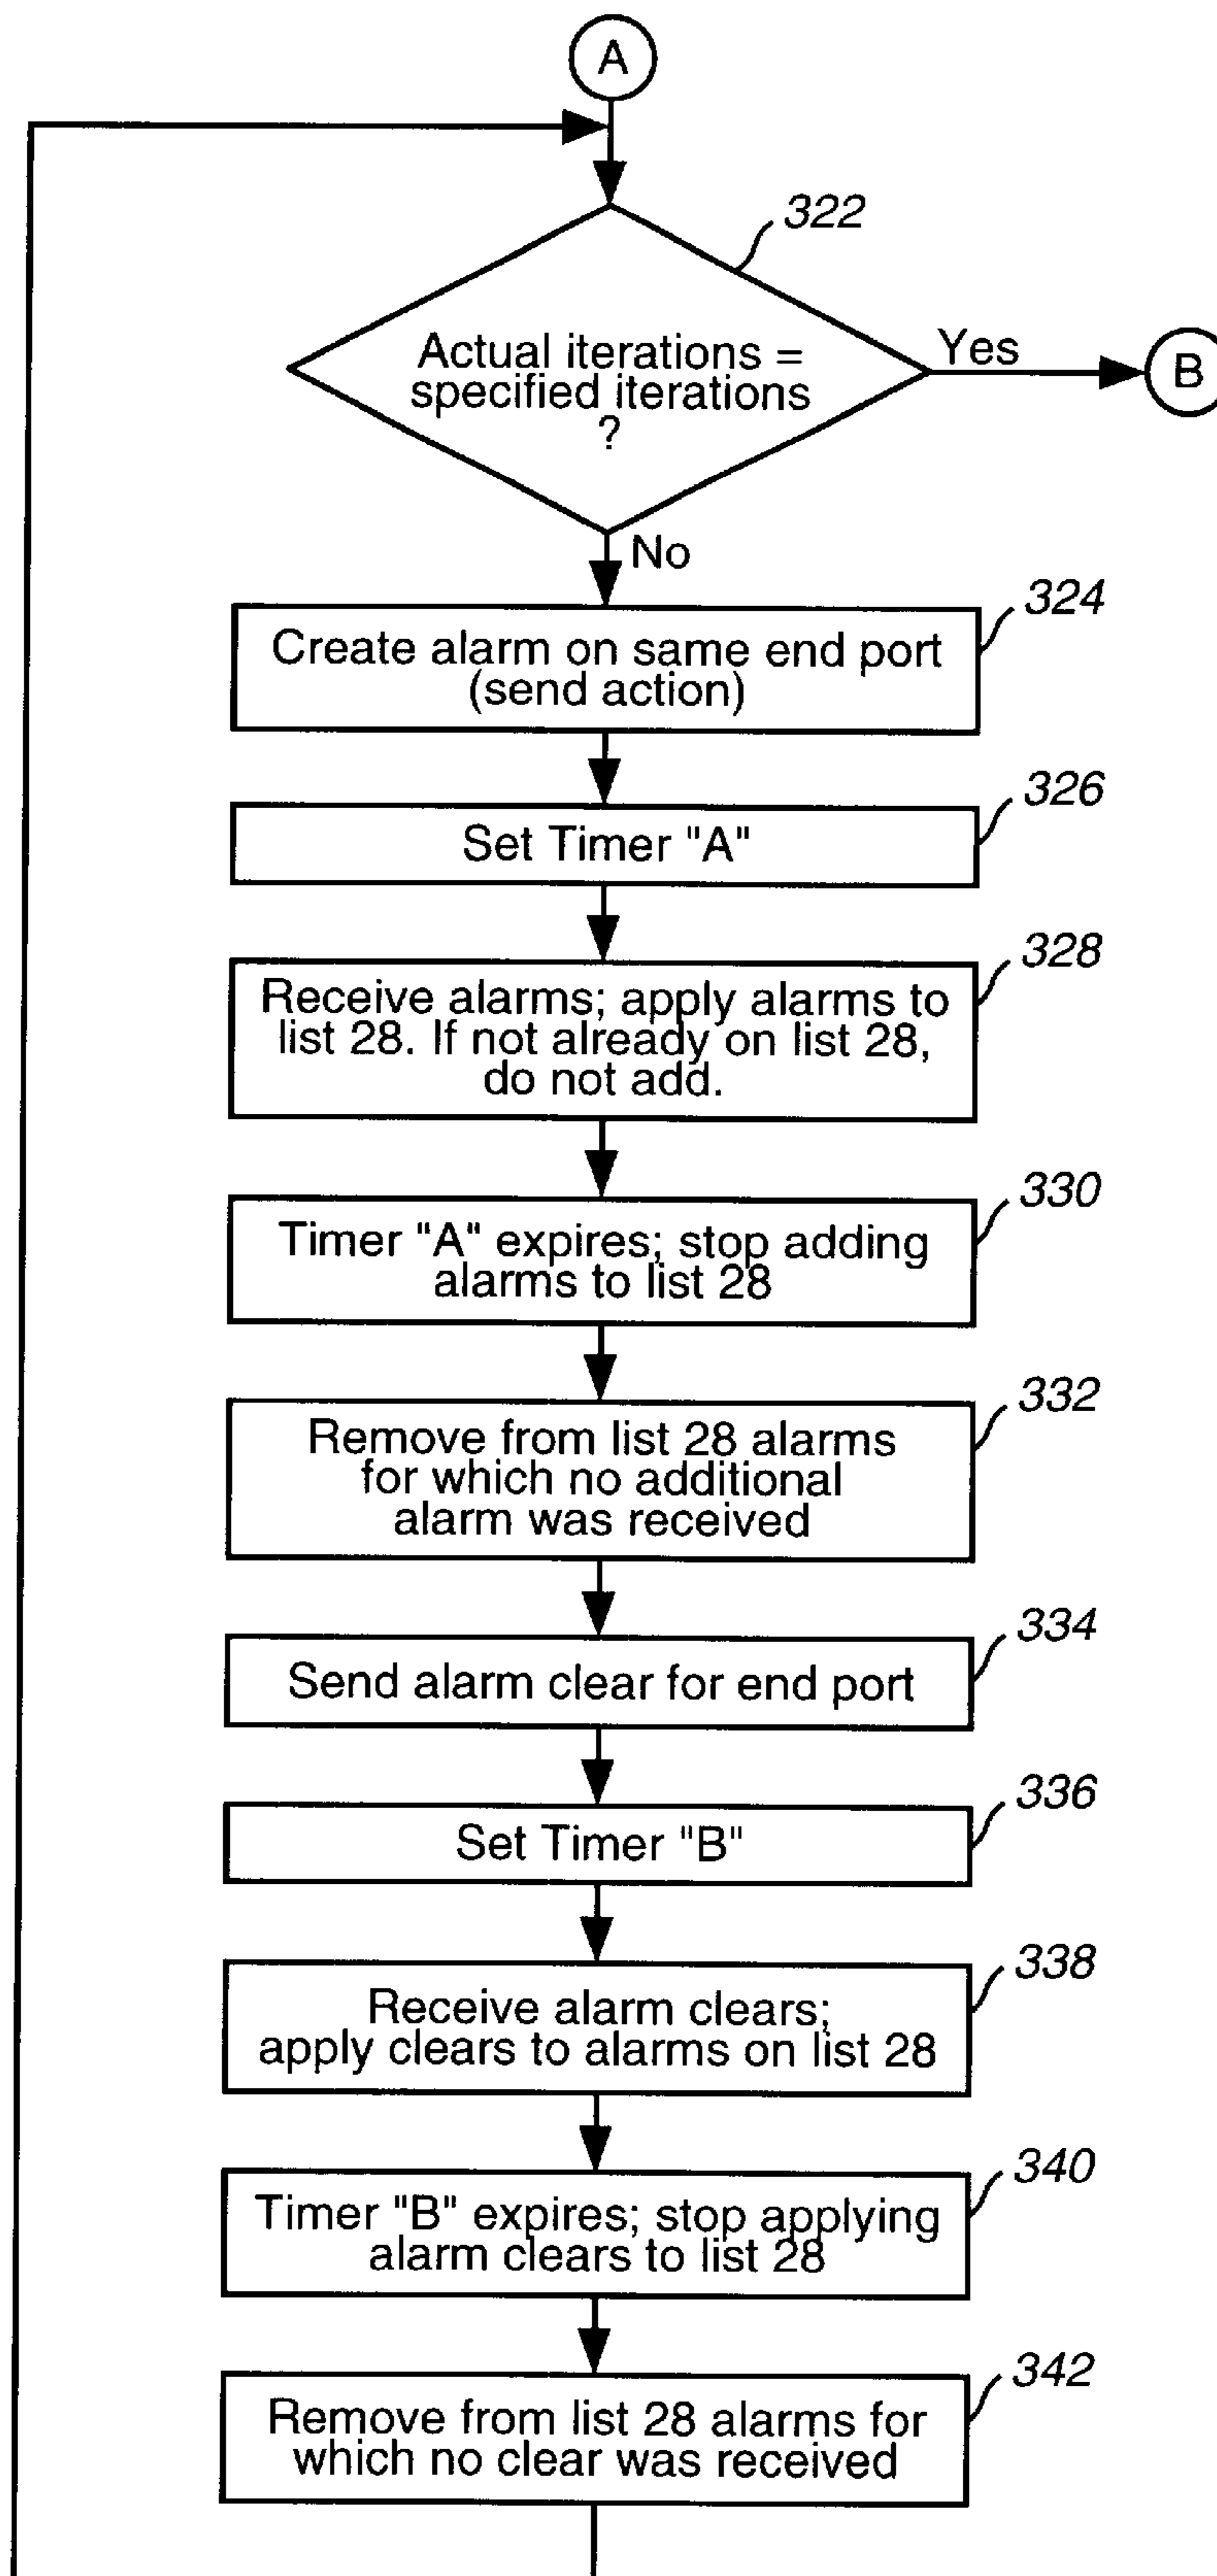 A
322
Actual iterations =
specified iterations
?
Yes
B
No
324
Create alarm on same end port
(send action)
326
Set Timer "A"
328
Receive alarms; apply alarms to
list 28. If not already on list 28,
do not add.
330
Timer "A" expires; stop adding
alarms to list 28
332
Remove from list 28 alarms
for which no additional
alarm was received
334
Send alarm clear for end port
336
Set Timer "B"
338
Receive alarm clears;
apply clears to alarms on list 28
340
Timer "B" expires; stop applying
alarm clears to list 28
342
Remove from list 28 alarms for
which no clear was received